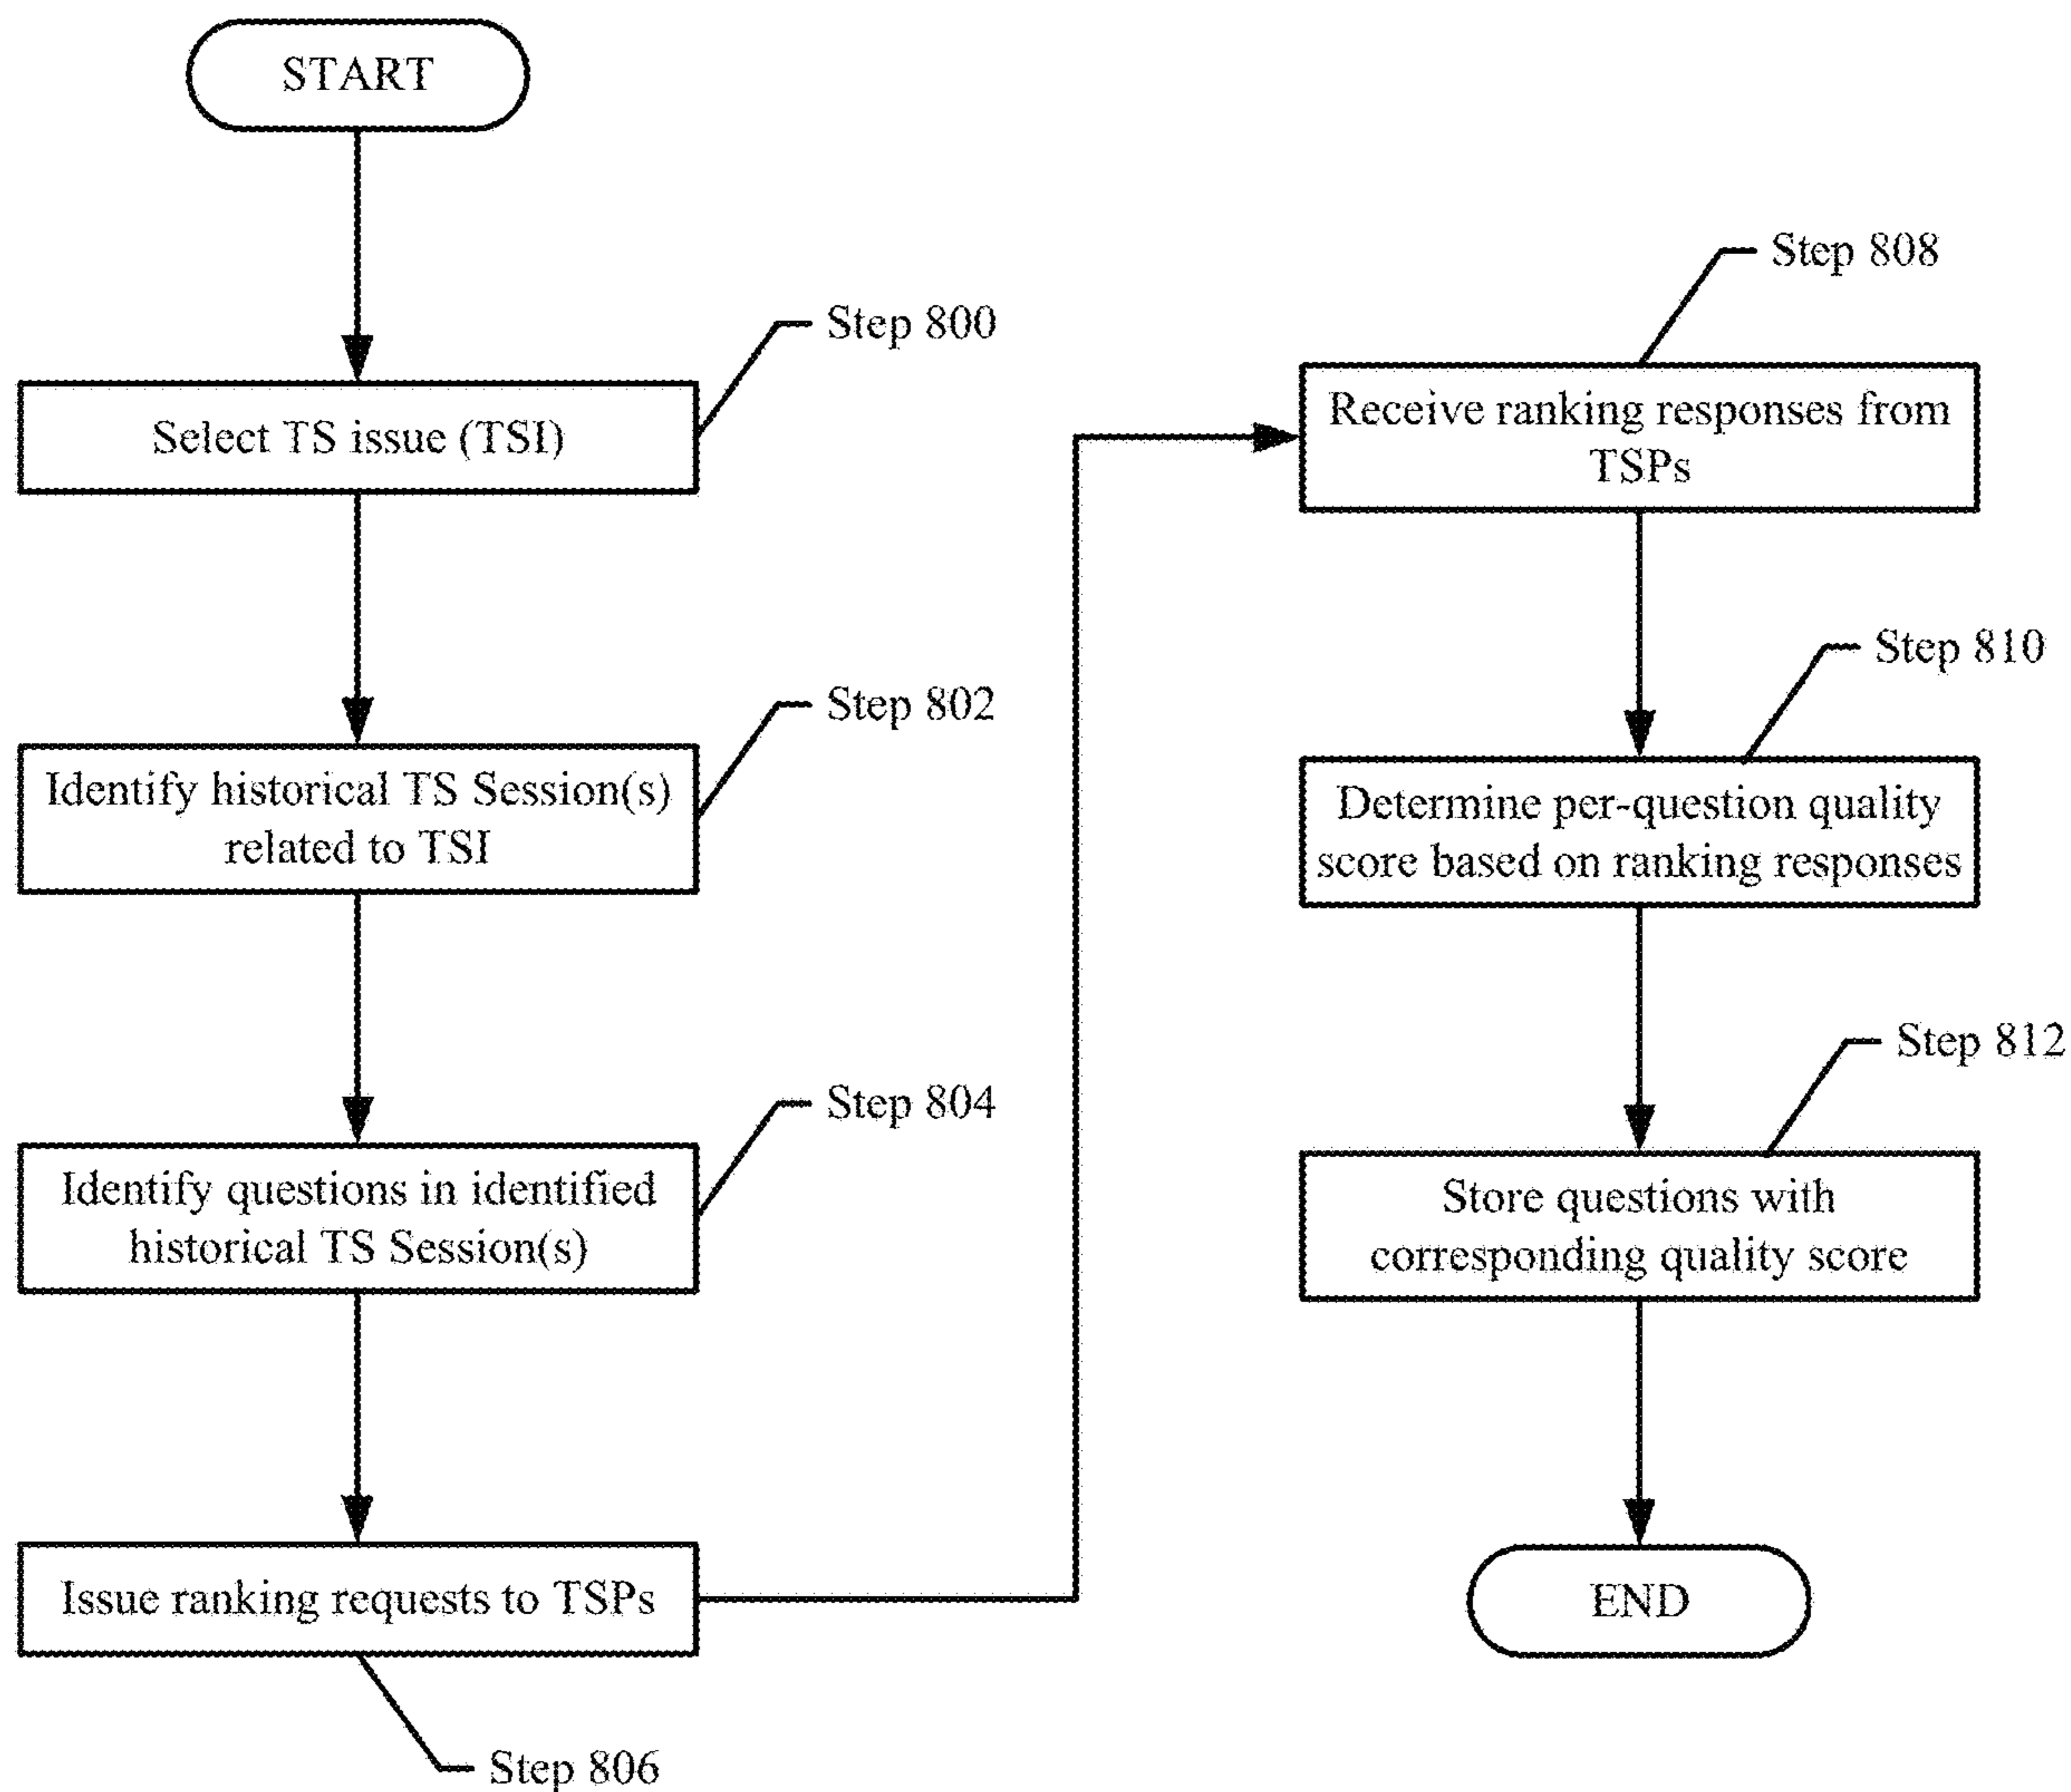 START
Step 800
Select TS issue (TSI)
Step 802
Identify historical TS Session(s)
related to TSI
Step 804
Identify questions in identified
historical TS Session(s)
Issue ranking requests to TSPs
Step 806
Step 808
Receive ranking responses from
TSPs
Step 810
Determine per-question quality
score based on ranking responses
Step 812
Store questions with
corresponding quality score
END